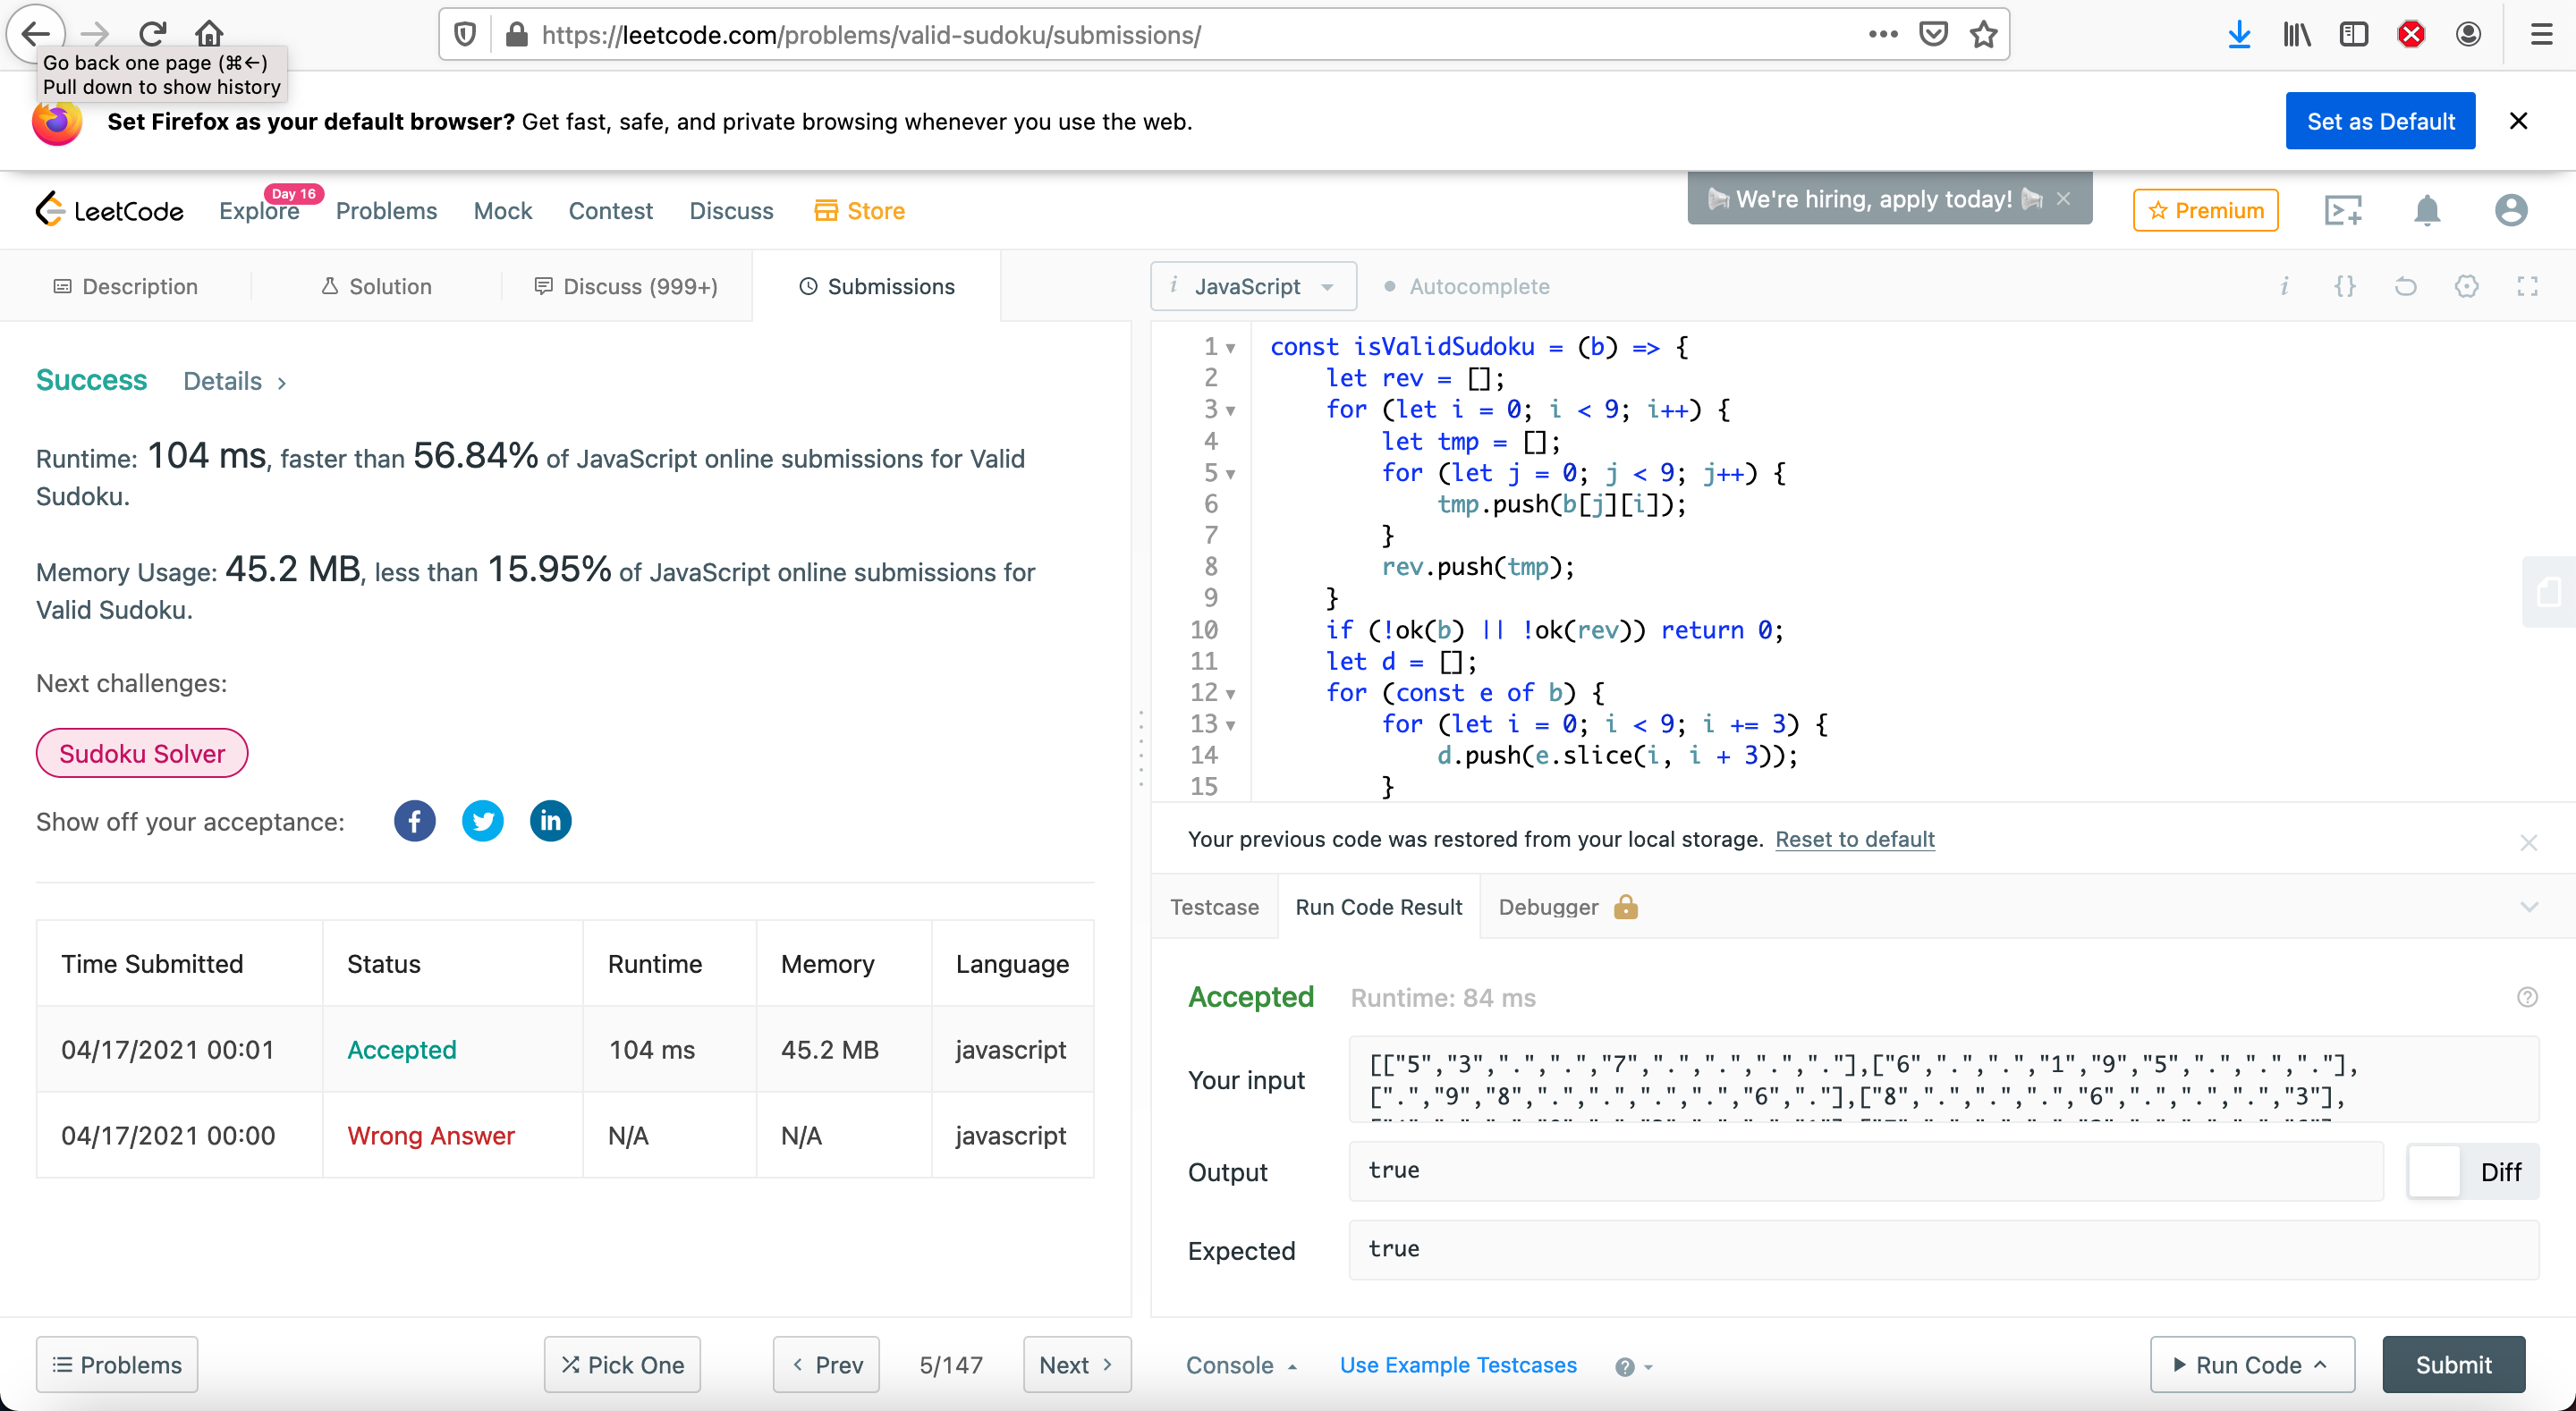 https://leetcode.com/problems/valid-sudoku/submissions/
Go back one page (⌘←)
Pull down to show history
Set Firefox as your default browser? Get fast, safe, and private browsing whenever you use the web.
Set as Default
LeetCode
Explore
Day 16
Problems
Mock
Contest
Discuss
Store
We're hiring, apply today!
Premium
Description
Solution
Discuss (999+)
Submissions
i JavaScript
Autocomplete
i {}
Success Details >
Runtime: 104 ms, faster than 56.84% of JavaScript online submissions for Valid
Sudoku.
Memory Usage: 45.2 MB, less than 15.95% of JavaScript online submissions for
Valid Sudoku.
Next challenges:
Sudoku Solver
Show off your acceptance:
Time Submitted Status Runtime Memory Language
04/17/2021 00:01 Accepted 104 ms 45.2 MB javascript
04/17/2021 00:00 Wrong Answer N/A N/A javascript
1 const isValidSudoku = (b) => {
2 let rev = [];
3 for (let i = 0; i < 9; i++) {
4 let tmp = [];
5 for (let j = 0; j < 9; j++) {
6 tmp.push(b[j][i]);
7 }
8 rev.push(tmp);
9 }
10 if (!ok(b) || !ok(rev)) return 0;
11 let d = [];
12 for (const e of b) {
13 for (let i = 0; i < 9; i += 3) {
14 d.push(e.slice(i, i + 3));
15 }
Your previous code was restored from your local storage. Reset to default
Testcase
Run Code Result
Debugger
Accepted Runtime: 84 ms
Your input
[["5","3",".",".","7",".",".",".","."],["6",".",".","1","9","5",".",".","."],
[".","9","8",".",".",".",".","6","."],["8",".",".",".","6",".",".",".","3"],
Output true
Diff
Expected true
Problems
Pick One
< Prev
5/147
Next >
Console
Use Example Testcases
Run Code
Submit